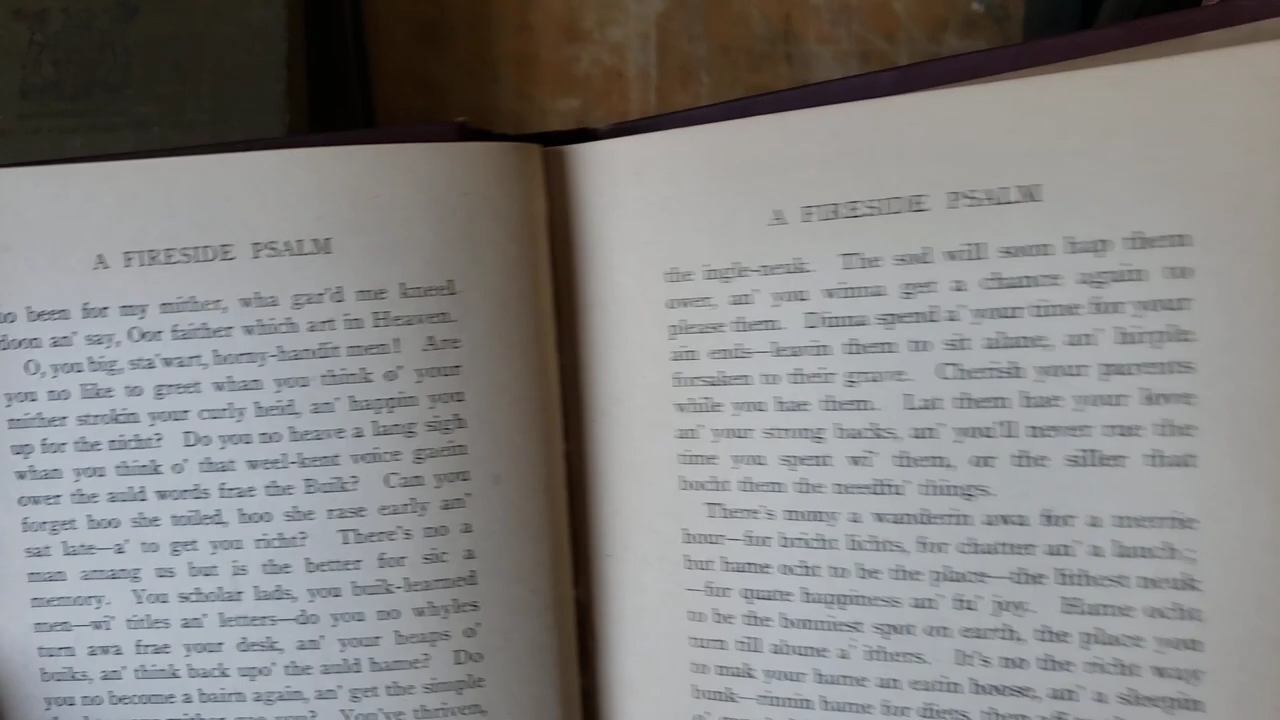 A FIRESIDE PSALM
been for my mither, wha gar'd me kneel
doon an' say, Oor faither which art in Heaven.
O, you big, sta'wart, horny-handit men! Are
you no like to greet whan you think o' your
mither strokin your curly heid, an' happin you
up for the nicht? Do you no heave a lang sigh
whan you think o' that weel-kent voice gaein
ower the auld words frae the Buik? Can you
forget hoo she toiled, hoo she rase early an'
sat late—a' to get you richt? There's no a
man amang us but is the better for sic a
memory. You scholar lads, you buik-learned
men—wi' titles an' letters—do you no whyles
turn awa frae your desk, an' your heaps o'
buiks, an' think back upo' the auld hame? Do
you no become a bairn again, an' get the simple
You've thriven,
A FIRESIDE PSALM
the ingle-neuk. The sod will soon hap them
ower, an' you winna get a chance again to
please them. Dinna spend a' your time for your
ain ends—leavin them to sit alane, an' hirple
forsaken to their grave. Cherish your parents
while you hae them. Lat them hae your love
an' your strong backs, an' you'll never rue the
time you spent wi' them, or the siller that
bocht them the needfu' things.
There's mony a wanderin awa for a merrie
hour—for bricht lichts, for chatter an' a lauch;
but hame ocht to be the place—the lithest neuk
—for quate happiness an' fu' joy. Hame ocht
to be the bonniest spot on earth, the place you
turn till abune a' ithers. It's no the richt way
to mak your hame an eatin house, an' a sleepin
bunk—rinnin hame for diets, then